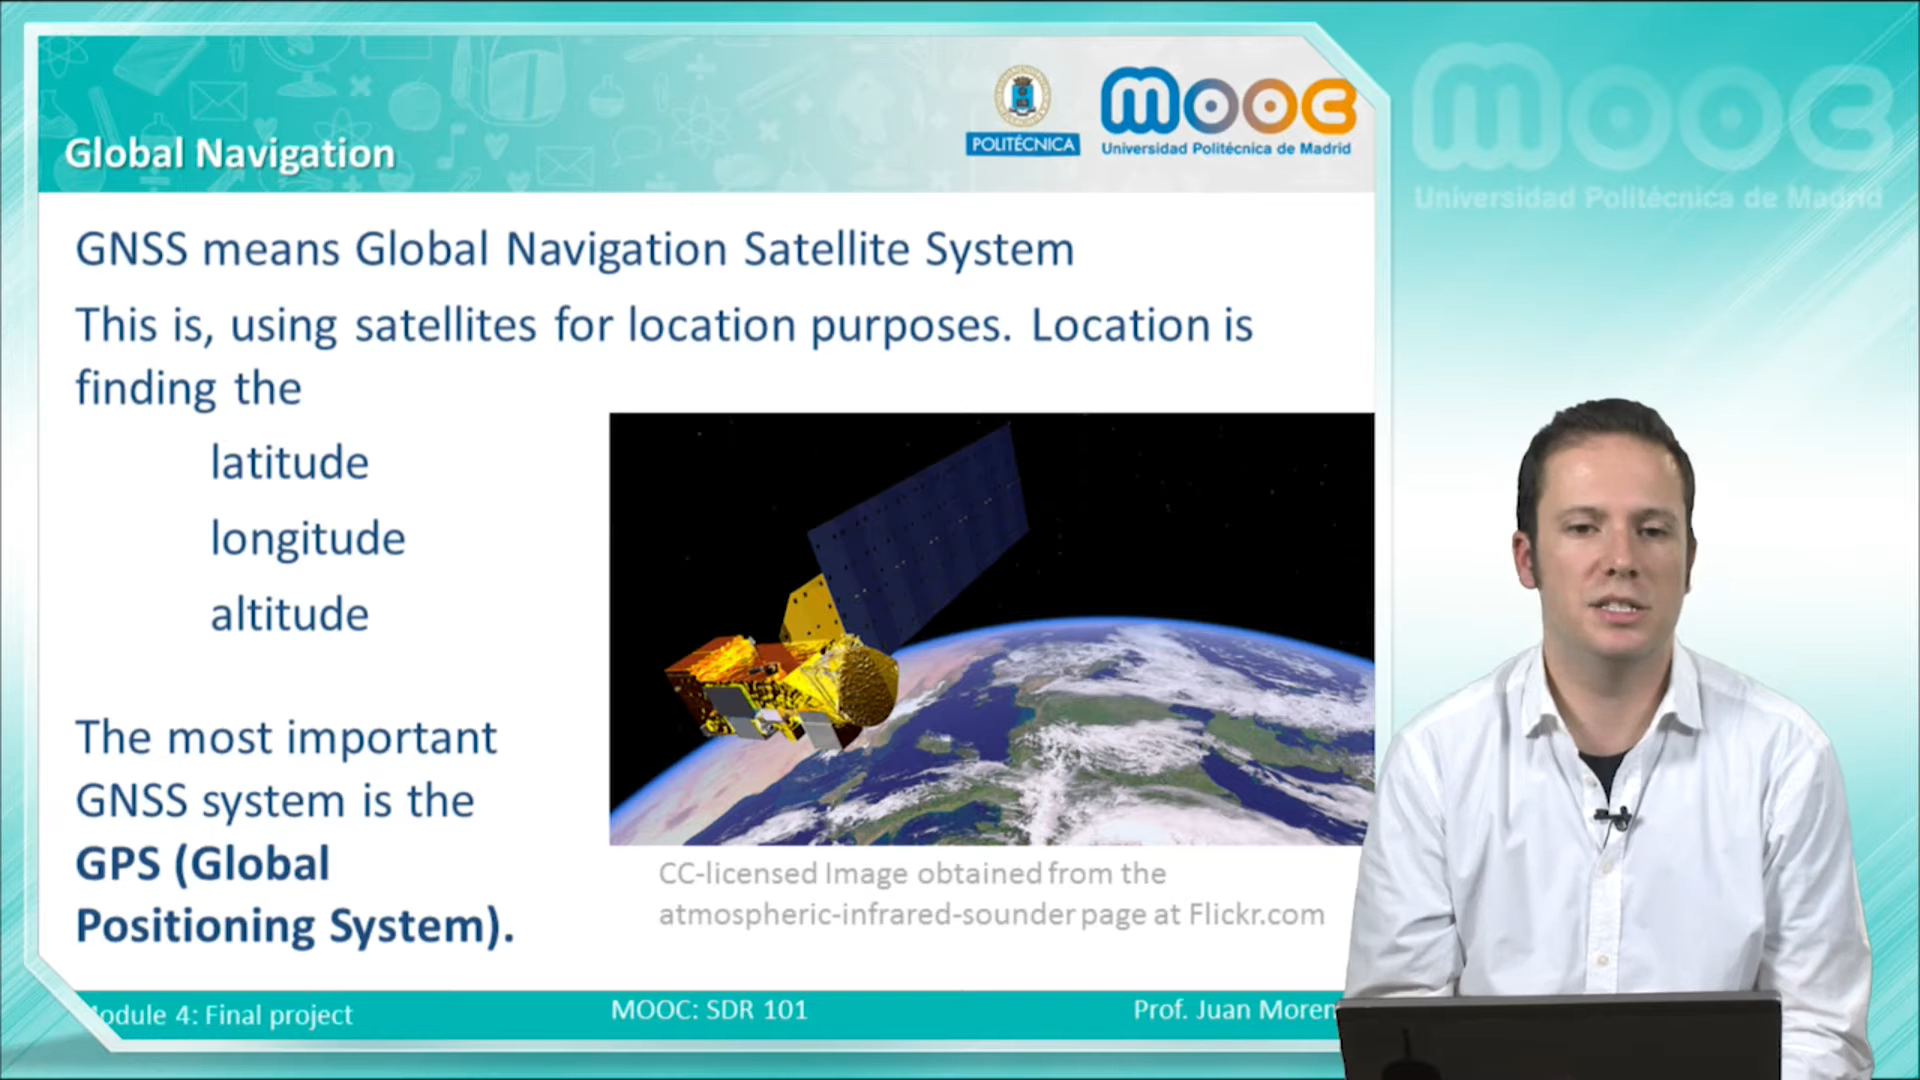 Global Navigation
POLITÉCNICA
mooc
Universidad Politécnica de Madrid
mooc
Universidad Politécnica de Madrid
GNSS means Global Navigation Satellite System
This is, using satellites for location purposes. Location is
finding the
latitude
longitude
altitude
The most important
GNSS system is the
GPS (Global
Positioning System).
CC-licensed Image obtained from the
atmospheric-infrared-sounder page at Flickr.com
odule 4: Final project
MOOC: SDR 101
Prof. Juan Moren